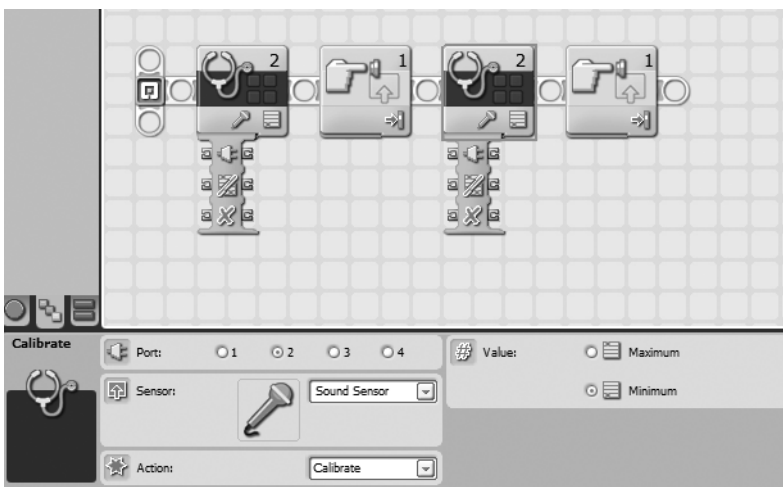 2 1 2 1
Calibrate
Port: 1 2 3 4
Sensor: Sound Sensor
Action: Calibrate
Value: Maximum
Minimum